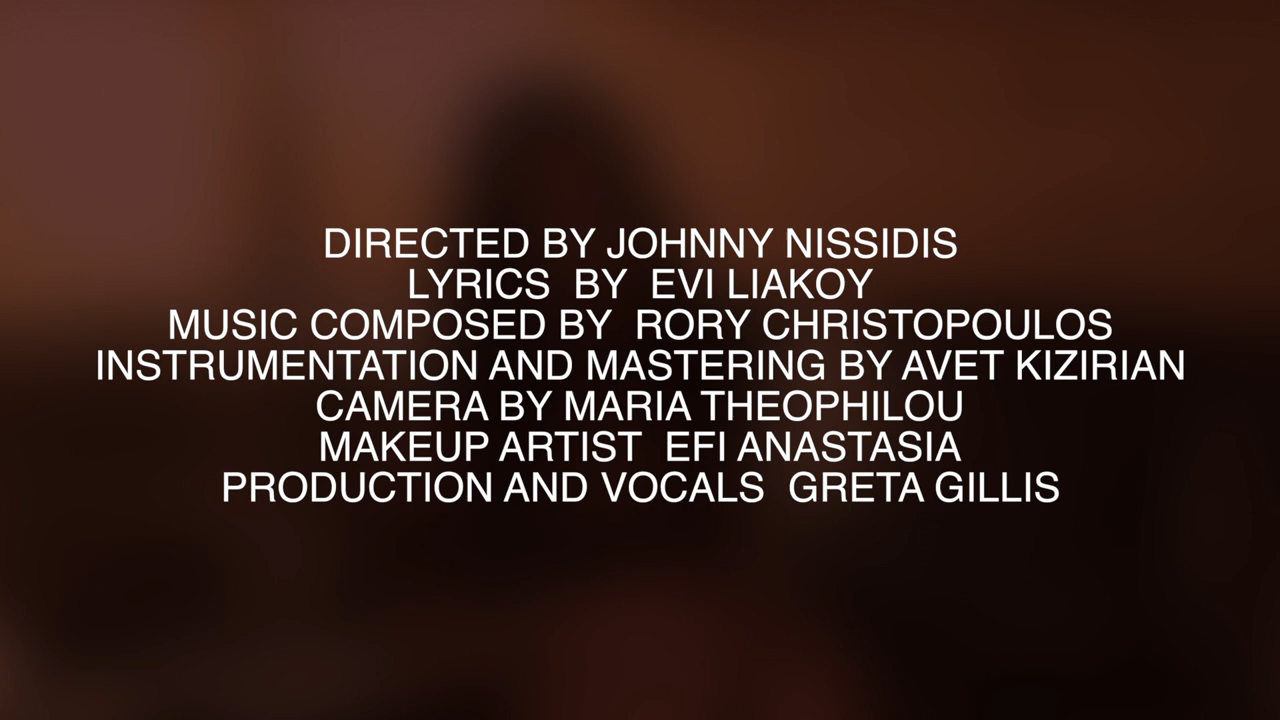 DIRECTED BY JOHNNY NISSIDIS
LYRICS  BY  EVI LIAKOY
MUSIC COMPOSED BY  RORY CHRISTOPOULOS
INSTRUMENTATION AND MASTERING BY AVET KIZIRIAN
CAMERA BY MARIA THEOPHILOU
MAKEUP ARTIST  EFI ANASTASIA
PRODUCTION AND VOCALS  GRETA GILLIS